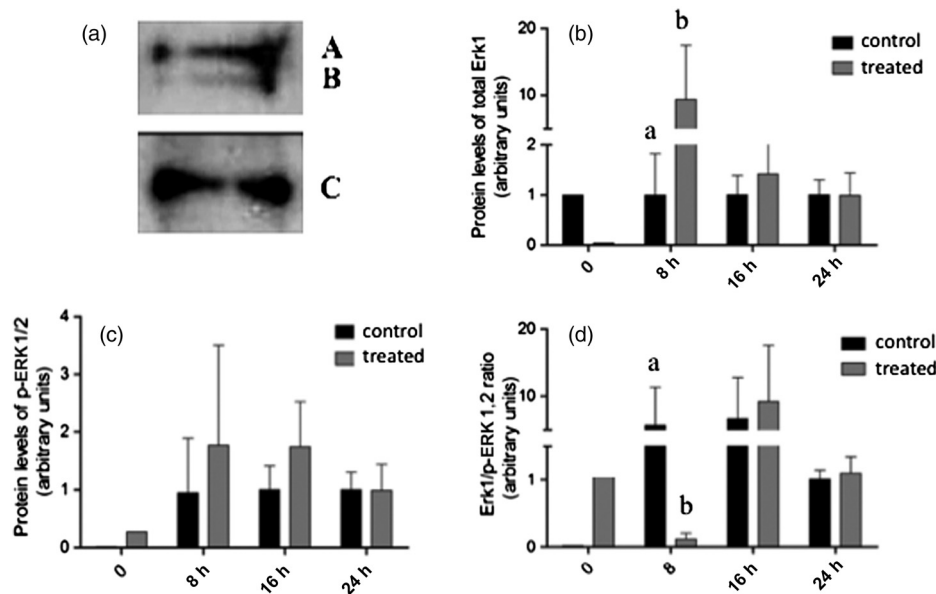 (a)
A
B
C
(b)
Protein levels of total Erk1
(arbitrary units)
20
10
2
1
0
a
b
control
treated
0
8 h
16 h
24 h
(c)
Protein levels of p-ERK1/2
(arbitrary units)
4
3
2
1
0
control
treated
0
8 h
16 h
24 h
(d)
Erk1/p-ERK 1,2 ratio
(arbitrary units)
20
10
1
0
a
b
control
treated
0
8
16 h
24 h